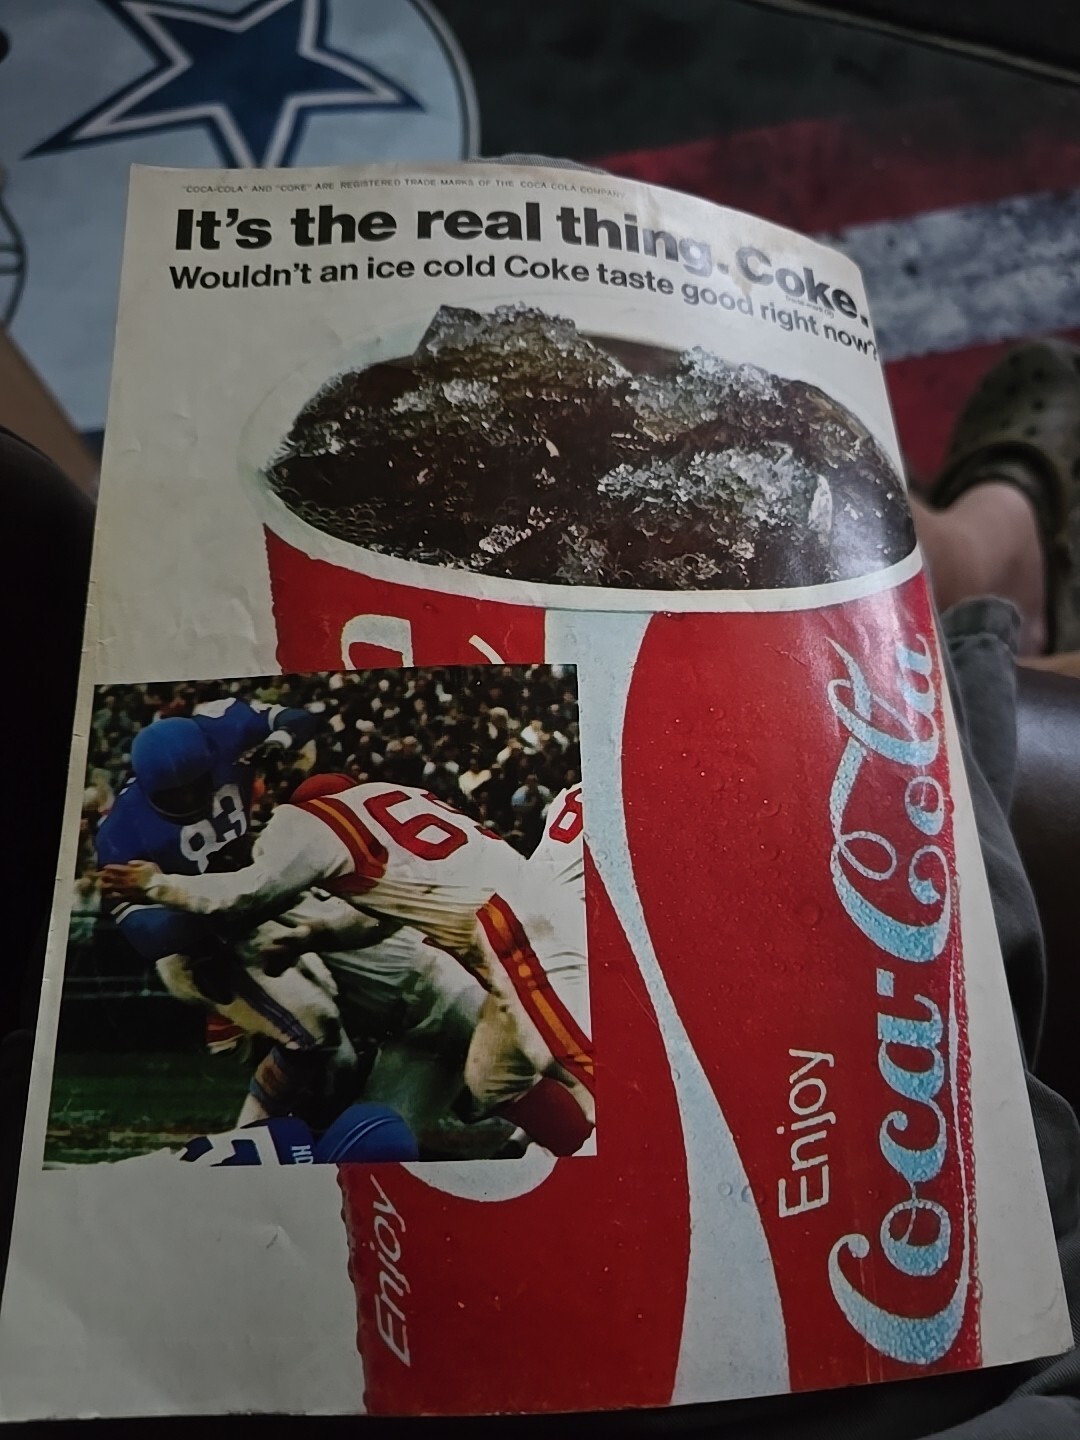 "COCA-COLA" AND "COKE" ARE REGISTERED TRADE-MARKS OF THE COCA-COLA COMPANY.
It's the real thing. Coke.
Wouldn't an ice cold Coke taste good right now?
83
69
Enjoy
Enjoy
Coca-Cola